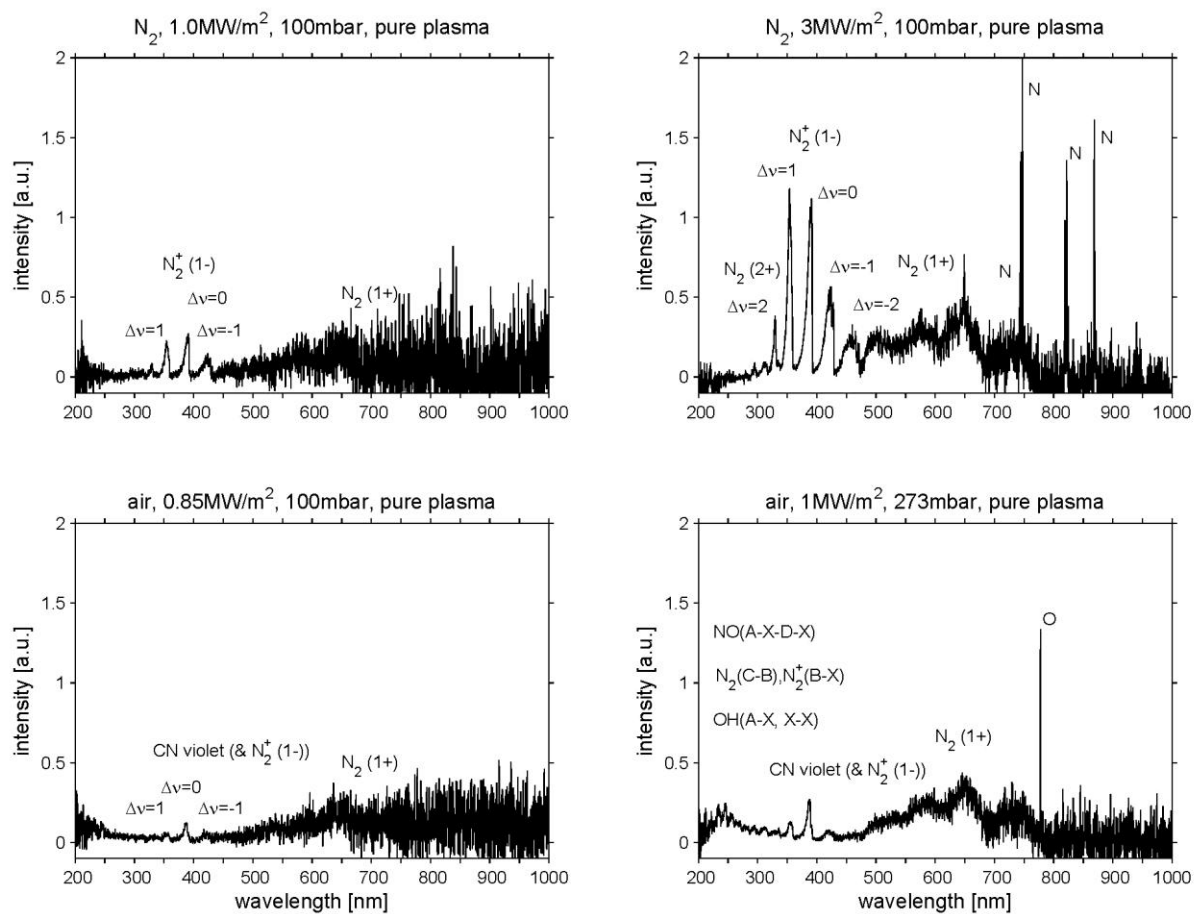 N₂, 1.0MW/m², 100mbar, pure plasma
intensity [a.u.]
2
1.5
1
0.5
0
N₂⁺ (1-)
Δν=0
Δν=1
Δν=-1
N₂ (1+)
200 300 400 500 600 700 800 900 1000
N₂, 3MW/m², 100mbar, pure plasma
intensity [a.u.]
2
1.5
1
0.5
0
N
N
N
N₂⁺ (1-)
Δν=1
Δν=0
N₂ (2+)
Δν=2
Δν=-1
Δν=-2
N₂ (1+)
N
200 300 400 500 600 700 800 900 1000
air, 0.85MW/m², 100mbar, pure plasma
intensity [a.u.]
2
1.5
1
0.5
0
CN violet (& N₂⁺ (1-))
N₂ (1+)
Δν=0
Δν=1
Δν=-1
200 300 400 500 600 700 800 900 1000
wavelength [nm]
air, 1MW/m², 273mbar, pure plasma
intensity [a.u.]
2
1.5
1
0.5
0
O
NO(A-X-D-X)
N₂(C-B),N₂⁺(B-X)
OH(A-X, X-X)
N₂ (1+)
CN violet (& N₂⁺ (1-))
200 300 400 500 600 700 800 900 1000
wavelength [nm]